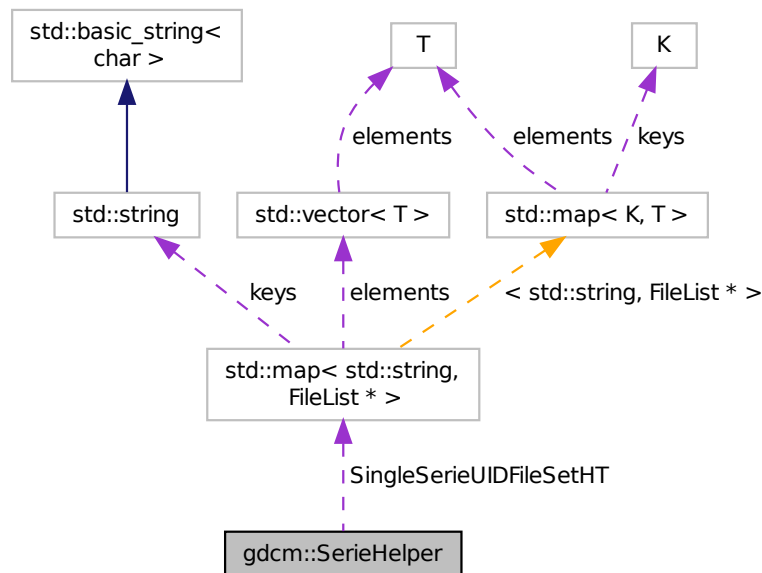 std::basic_string<
char >
T
K
elements
elements
keys
std::string
std::vector< T >
std::map< K, T >
keys
elements
< std::string, FileList * >
std::map< std::string,
FileList * >
SingleSerieUIDFileSetHT
gdcm::SerieHelper